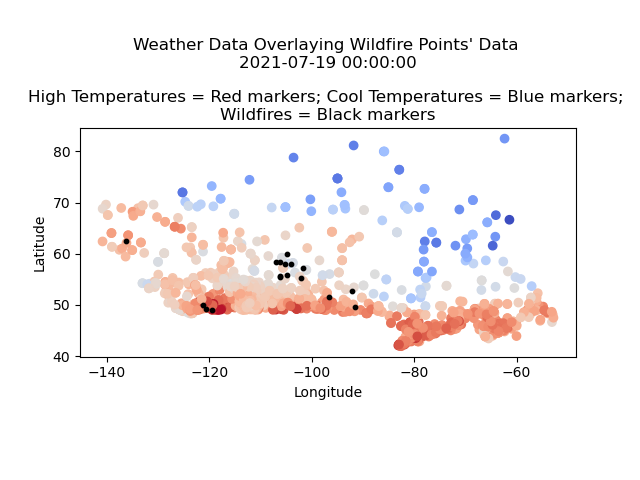 Weather Data Overlaying Wildfire Points' Data
2021-07-19 00:00:00
High Temperatures = Red markers; Cool Temperatures = Blue markers;
Wildfires = Black markers
80
70
60
50
40
Latitude
−140 −120 −100 −80 −60
Longitude